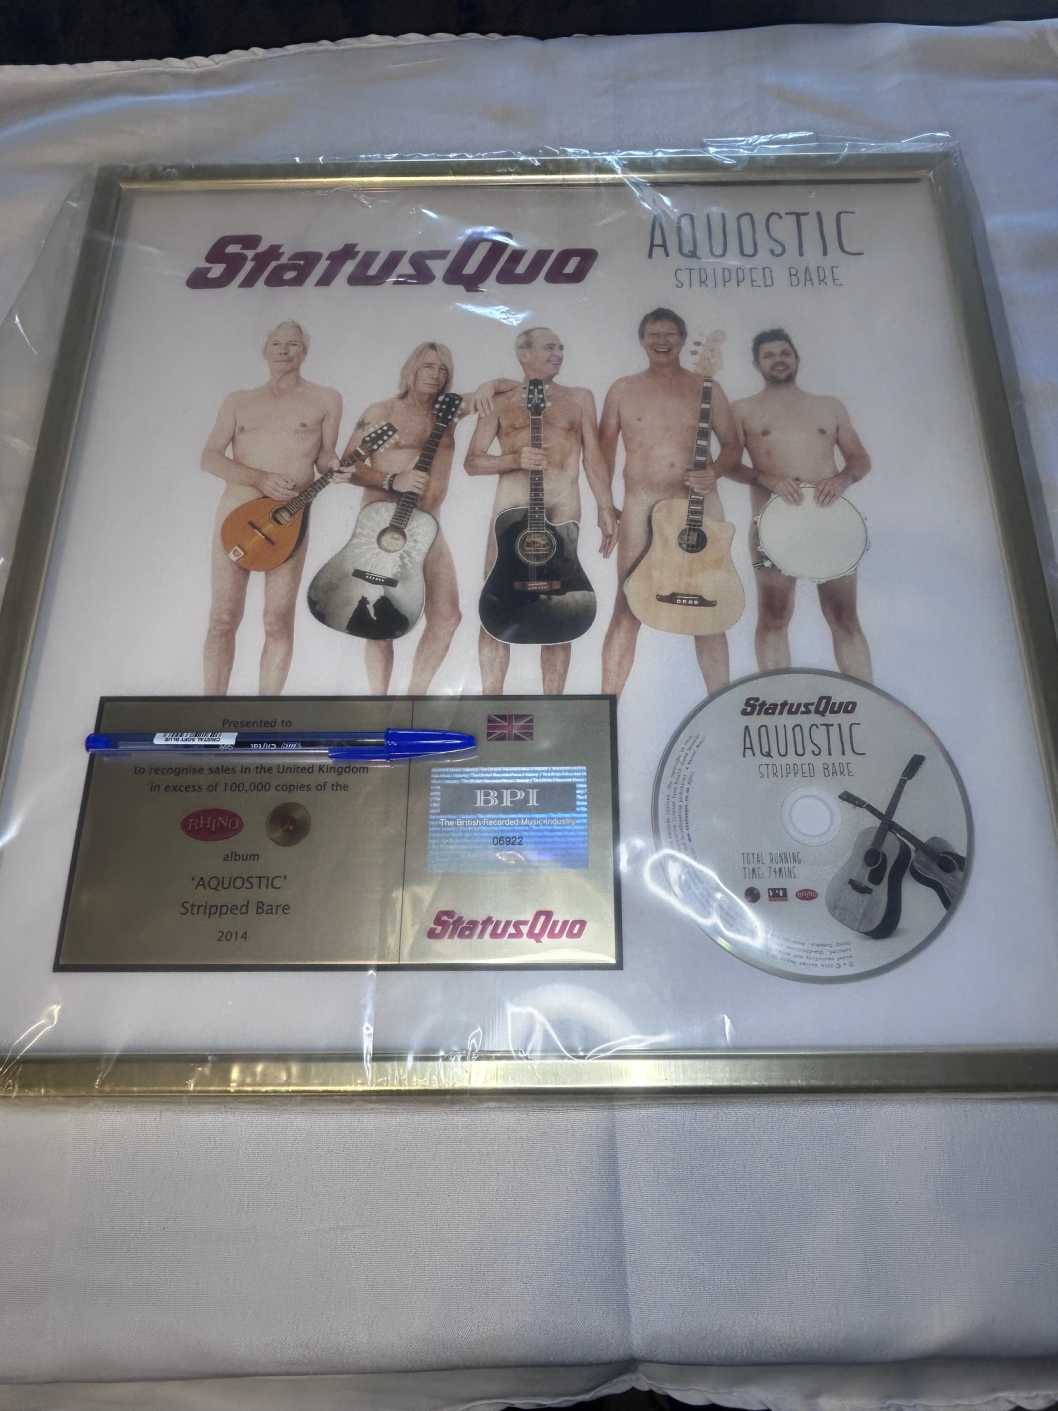 StatusQuo
AQUOSTIC
STRIPPED BARE
Presented to
to recognise sales in the United Kingdom
in excess of 100,000 copies of the
RHINO
album
'AQUOSTIC'
Stripped Bare
2014
BPI
The British Recorded Music Industry
06922
StatusQuo
StatusQuo
AQUOSTIC
STRIPPED BARE
TOTAL RUNNING
TIME: 74MINS
RHINO